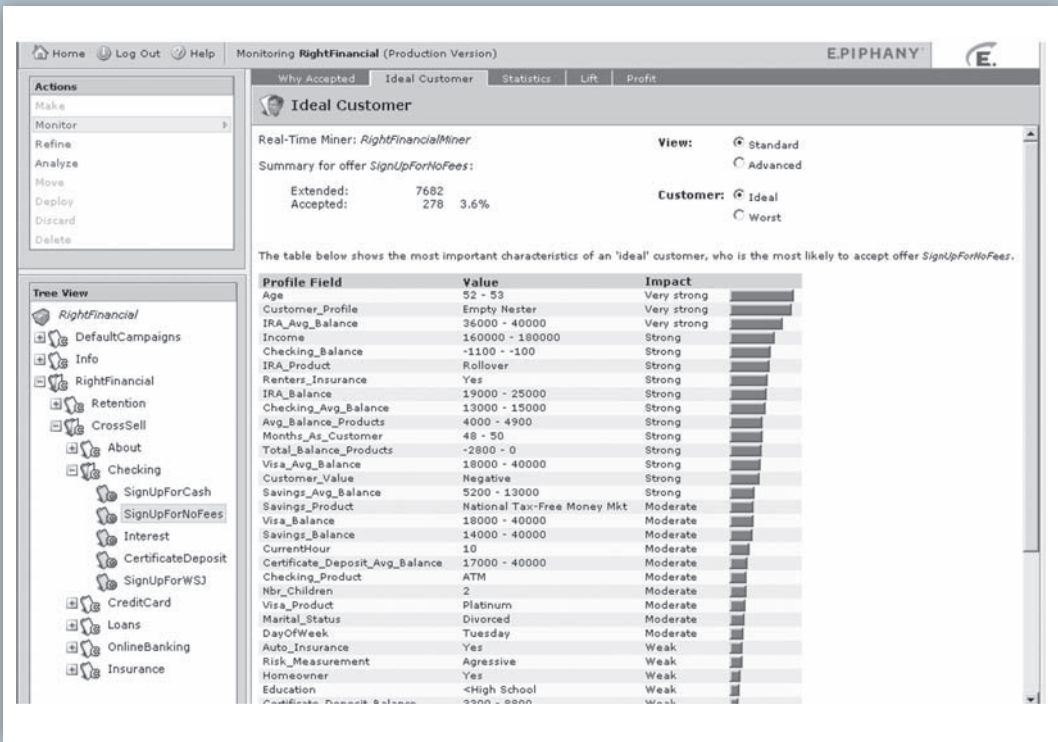 Home Log Out Help Monitoring RightFinancial (Production Version) E.PIPHANY E.
Actions
Make
Monitor
Refine
Analyze
Move
Deploy
Discard
Delete
Tree View
RightFinancial
DefaultCampaigns
Info
RightFinancial
Retention
CrossSell
About
Checking
SignUpForCash
SignUpForNoFees
Interest
CertificateDeposit
SignUpForWSJ
CreditCard
Loans
OnlineBanking
Insurance
Why Accepted Ideal Customer Statistics Lift Profit
Ideal Customer
Real-Time Miner: RightFinancialMiner
Summary for offer SignUpForNoFees:
Extended: 7682
Accepted: 278 3.6%
View: Standard
Advanced
Customer: Ideal
Worst
The table below shows the most important characteristics of an 'ideal' customer, who is the most likely to accept offer SignUpForNoFees.
Profile Field Value Impact
Age 52 - 53 Very strong
Customer_Profile Empty Nester Very strong
IRA_Avg_Balance 36000 - 40000 Very strong
Income 160000 - 180000 Strong
Checking_Balance -1100 - -100 Strong
IRA_Product Rollover Strong
Renters_Insurance Yes Strong
IRA_Balance 19000 - 25000 Strong
Checking_Avg_Balance 13000 - 15000 Strong
Avg_Balance_Products 4000 - 4900 Strong
Months_As_Customer 48 - 50 Strong
Total_Balance_Products -2800 - 0 Strong
Visa_Avg_Balance 18000 - 40000 Strong
Customer_Value Negative Strong
Savings_Avg_Balance 5200 - 13000 Strong
Savings_Product National Tax-Free Money Mkt Moderate
Visa_Balance 18000 - 40000 Moderate
Savings_Balance 14000 - 40000 Moderate
CurrentHour 10 Moderate
Certificate_Deposit_Avg_Balance 17000 - 40000 Moderate
Checking_Product ATM Moderate
Nbr_Children 2 Moderate
Visa_Product Platinum Moderate
Marital_Status Divorced Moderate
DayOfWeek Tuesday Moderate
Auto_Insurance Yes Weak
Risk_Measurement Agressive Weak
Homeowner Yes Weak
Education <High School Weak
Certificate_Deposit_Balance 3300 - 8800 Weak